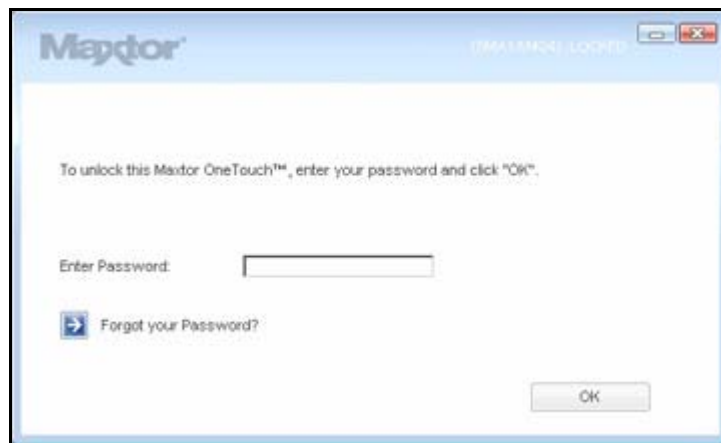 Maxtor
To unlock this Maxtor OneTouch™, enter your password and click "OK".
Enter Password:
Forgot your Password?
OK